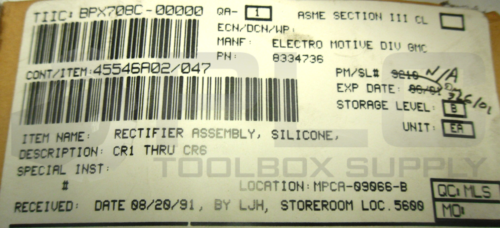 TIIC: BPX70BC-00000 QA- 1 ASME SECTION III CL
ECN/DCN/WP:
MANF: ELECTRO MOTIVE DIV GMC
PN: 8334736
CONT/ITEM: 45546A02/047
PM/SL# 9210 N/A
EXP DATE:
STORAGE LEVEL: B
UNIT: EA
ITEM NAME: RECTIFIER ASSEMBLY, SILICONE,
DESCRIPTION: CR1 THRU CR6
SPECIAL INST:
TOOLBOX SUPPLY
# LOCATION: MPCA-09066-B QC: MLS
RECEIVED: DATE 08/20/91, BY LJH, STOREROOM LOC. 5600 MO: